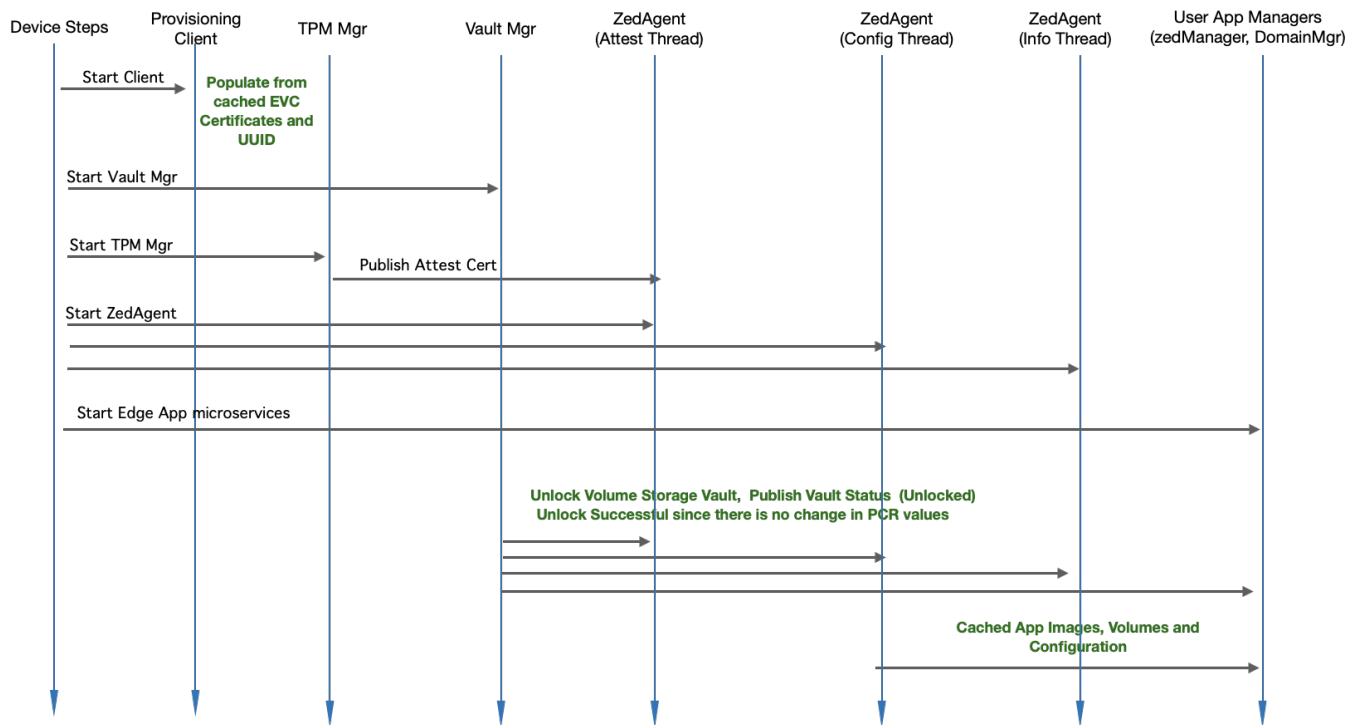 Device Steps
Provisioning
Client
TPM Mgr
Vault Mgr
ZedAgent
(Attest Thread)
ZedAgent
(Config Thread)
ZedAgent
(Info Thread)
User App Managers
(zedManager, DomainMgr)
Start Client
Populate from
cached EVC
Certificates and
UUID
Start Vault Mgr
Start TPM Mgr
Publish Attest Cert
Start ZedAgent
Start Edge App microservices
Unlock Volume Storage Vault,  Publish Vault Status  (Unlocked)
Unlock Successful since there is no change in PCR values
Cached App Images, Volumes and
Configuration